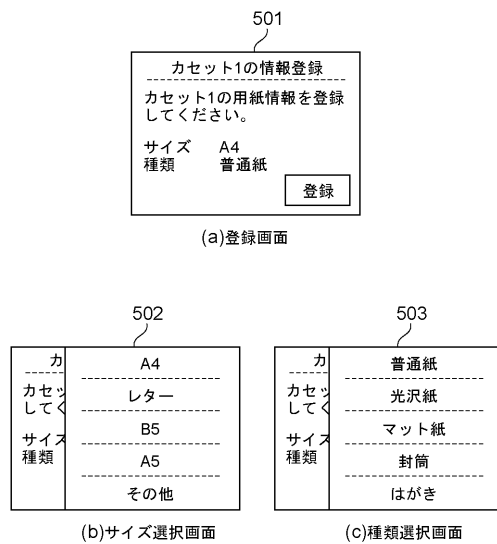 501
カセット1の情報登録
カセット1の用紙情報を登録
してください。
サイズ A4
種類 普通紙
登録
(a)登録画面
502
カ
カセッ
してく
サイズ
種類
A4
レター
B5
A5
その他
(b)サイズ選択画面
503
カ
カセッ
してく
サイズ
種類
普通紙
光沢紙
マット紙
封筒
はがき
(c)種類選択画面